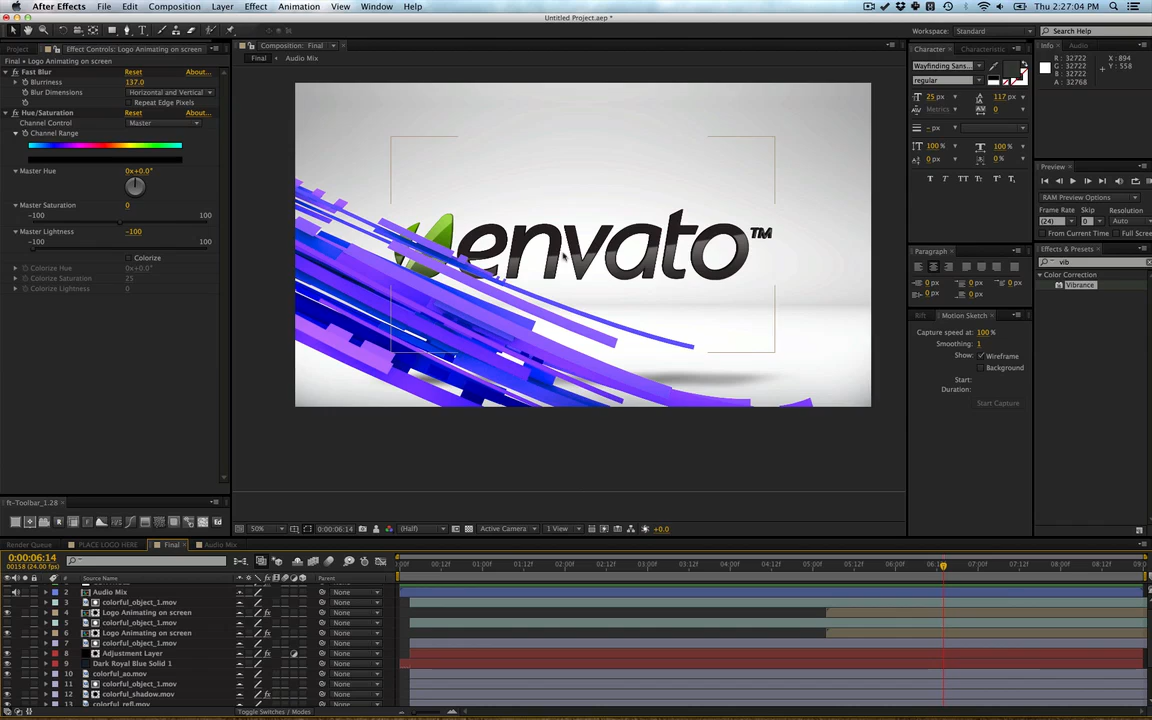 After Effects File Edit Composition Layer Effect Animation View Window Help
Thu 2:27:04 PM
Untitled Project.aep *
Workspace: Standard
Search Help
Project
Effect Controls: Logo Animating on screen
Final • Logo Animating on screen
Fast Blur Reset About...
Blurriness 137.0
Blur Dimensions Horizontal and Vertical
Repeat Edge Pixels
Hue/Saturation Reset About...
Channel Control Master
Channel Range
Master Hue 0x+0.0°
Master Saturation 0
-100 100
Master Lightness -100
-100 100
Colorize
Colorize Hue 0x+0.0°
Colorize Saturation 25
Colorize Lightness 0
ft-Toolbar_1.28
Composition: Final
Final Audio Mix
envato™
50% 0:00:06:14 (Half) Active Camera 1 View +0.0
Character Characteristic
Wayfinding Sans...
regular
25 px 117 px
Metrics 0
- px
100% 100%
0 px 0 %
Paragraph
0 px 0 px 0 px
0 px 0 px
Motion Sketch
Capture speed at: 100 %
Smoothing: 1
Show: Wireframe
Background
Start:
Duration:
Start Capture
Info Audio
R : 32722
G : 32722
B : 32722
A : 32768
X : 894
Y : 558
Preview
RAM Preview Options
Frame Rate Skip Resolution
(24) 0 Auto
From Current Time Full Scree
Effects & Presets
vib
Color Correction
Vibrance
Render Queue PLACE LOGO HERE Final Audio Mix
0:00:06:14
00158 (24.00 fps)
# Source Name Parent
2 Audio Mix None
3 colorful_object_1.mov None
4 Logo Animating on screen None
5 colorful_object_1.mov None
6 Logo Animating on screen None
7 colorful_object_1.mov None
8 Adjustment Layer None
9 Dark Royal Blue Solid 1 None
10 colorful_ao.mov None
11 colorful_object_1.mov None
12 colorful_shadow.mov None
13 colorful_refl.mov None
Toggle Switches / Modes
00:12f 01:00f 01:12f 02:00f 02:12f 03:00f 03:12f 04:00f 04:12f 05:00f 05:12f 06:00f 07:00f 07:12f 08:00f 08:12f